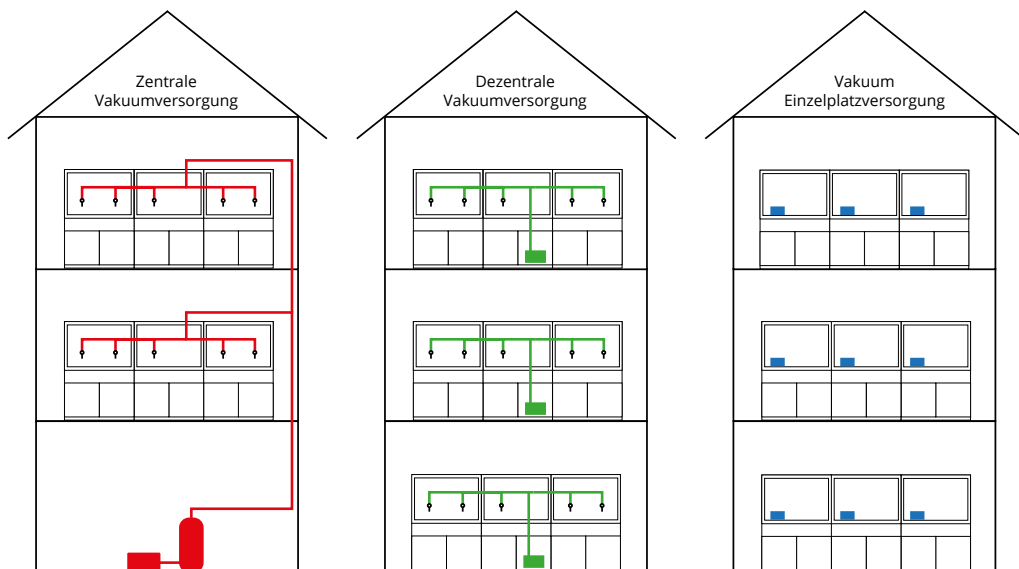 Zentrale
Vakuumversorgung
Dezentrale
Vakuumversorgung
Vakuum
Einzelplatzversorgung